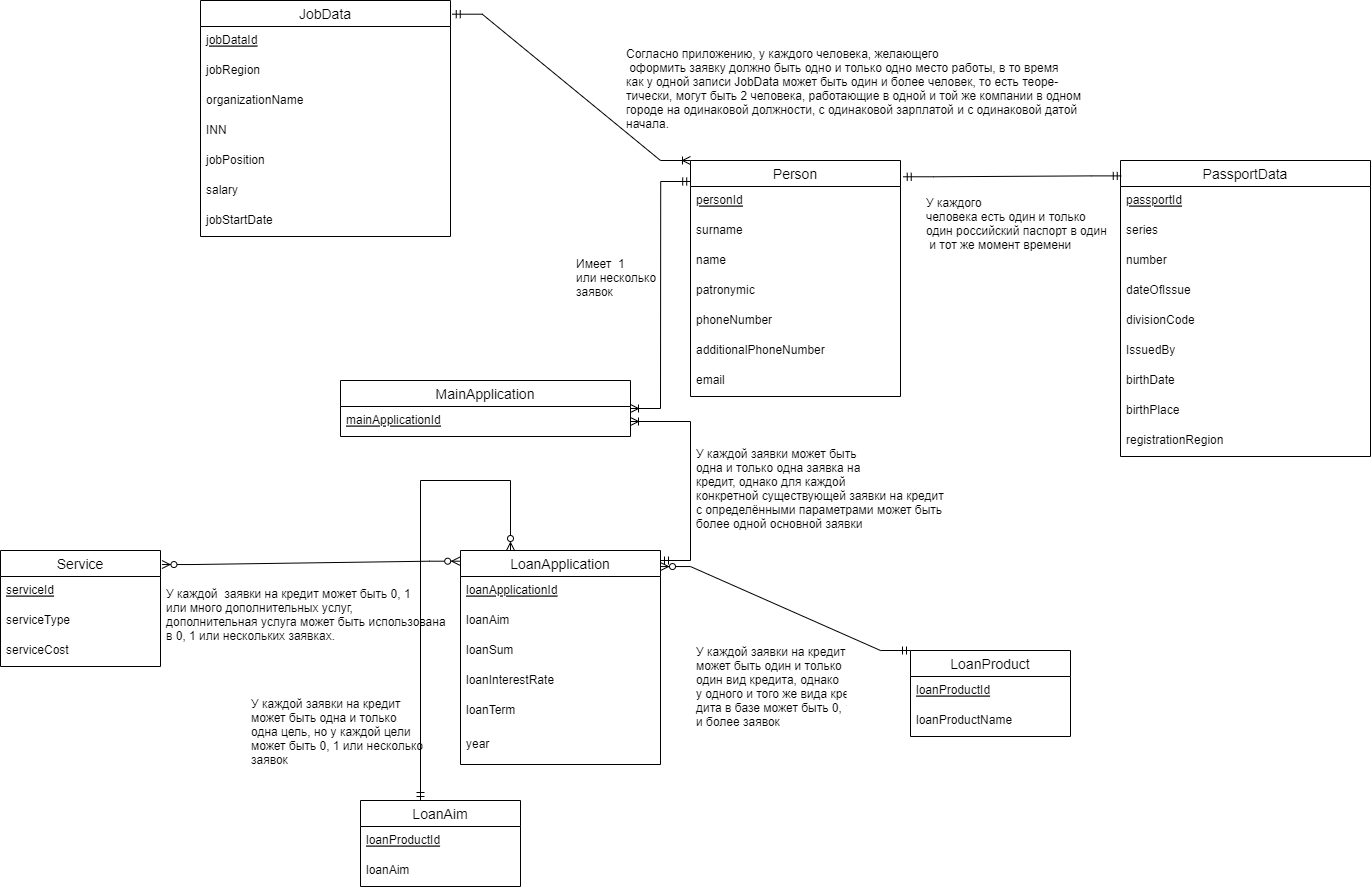 JobData
jobDataId
jobRegion
organizationName
INN
jobPosition
salary
jobStartDate
Согласно приложению, у каждого человека, желающего
оформить заявку должно быть одно и только одно место работы, в то время
как у одной записи JobData может быть один и более человек, то есть теоре-
тически, могут быть 2 человека, работающие в одной и той же компании в одном
городе на одинаковой должности, с одинаковой зарплатой и с одинаковой датой
начала.
Person
personId
surname
name
patronymic
phoneNumber
additionalPhoneNumber
email
У каждого
человека есть один и только
один российский паспорт в один
и тот же момент времени
PassportData
passportId
series
number
dateOfIssue
divisionCode
IssuedBy
birthDate
birthPlace
registrationRegion
Имеет 1
или несколько
заявок
MainApplication
mainApplicationId
У каждой заявки может быть
одна и только одна заявка на
кредит, однако для каждой
конкретной существующей заявки на кредит
с определёнными параметрами может быть
более одной основной заявки
Service
serviceId
serviceType
serviceCost
У каждой заявки на кредит может быть 0, 1
или много дополнительных услуг,
дополнительная услуга может быть использована
в 0, 1 или нескольких заявках.
LoanApplication
loanApplicationId
loanAim
loanSum
loanInterestRate
loanTerm
year
У каждой заявки на кредит
может быть один и только
один вид кредита, однако
у одного и того же вида кре
дита в базе может быть 0,
и более заявок
LoanProduct
loanProductId
loanProductName
У каждой заявки на кредит
может быть одна и только
одна цель, но у каждой цели
может быть 0, 1 или несколько
заявок
LoanAim
loanProductId
loanAim